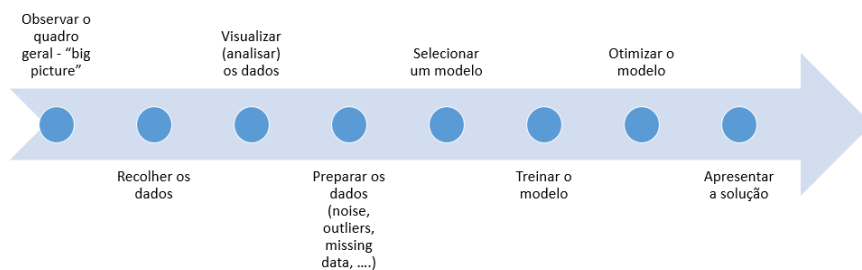 Observar o
quadro
geral - “big
picture”
Recolher os
dados
Visualizar
(analisar)
os dados
Preparar os
dados
(noise,
outliers,
missing
data, ….)
Selecionar
um modelo
Treinar o
modelo
Otimizar o
modelo
Apresentar
a solução